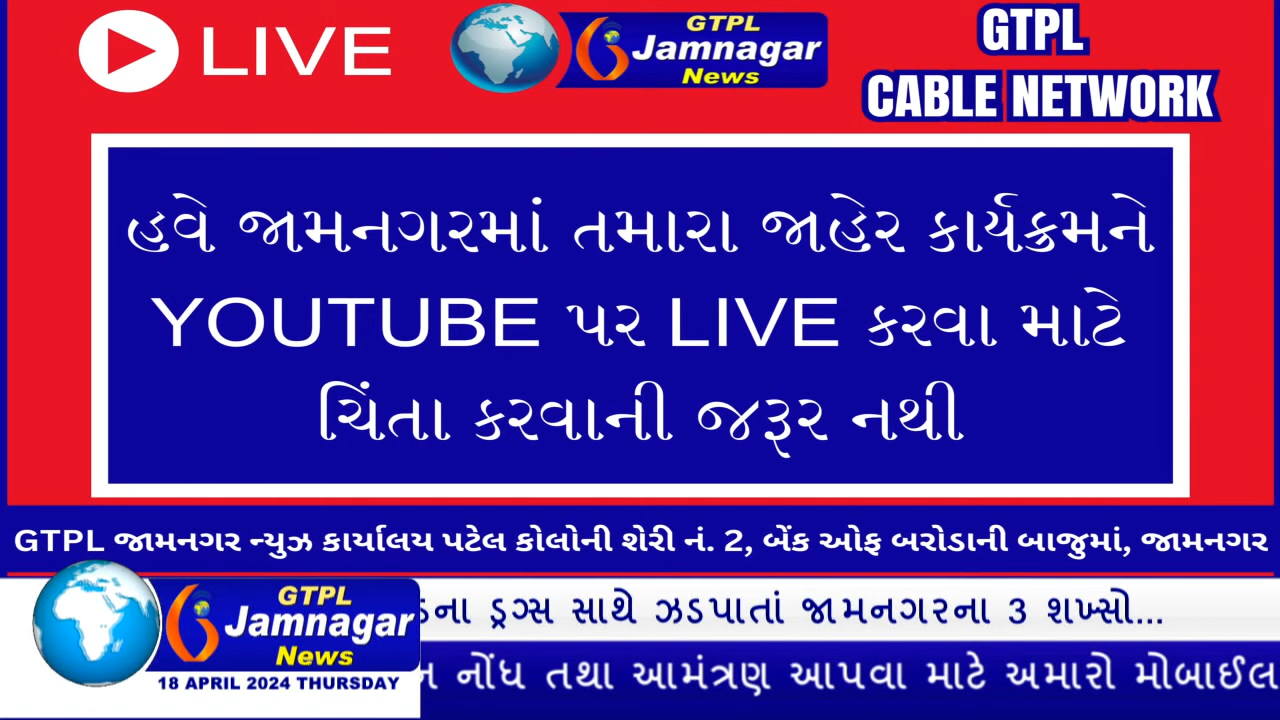 LIVE
GTPL
Jamnagar
News
GTPL
CABLE NETWORK
હવે જામનગરમાં તમારા જાહેર કાર્યક્રમને
YOUTUBE પર LIVE કરવા માટે
ચિંતા કરવાની જરૂર નથી
GTPL જામનગર ન્યુઝ કાર્યાલય પટેલ કોલોની શેરી નં. 2, બેંક ઓફ બરોડાની બાજુમાં, જામનગર
GTPL
Jamnagar
News
18 APRIL 2024 THURSDAY
ડ્રગ્સ સાથે ઝડપાતાં જામનગરના 3 શખ્સો...
નોંધ તથા આમંત્રણ આપવા માટે અમારો મોબાઈલ